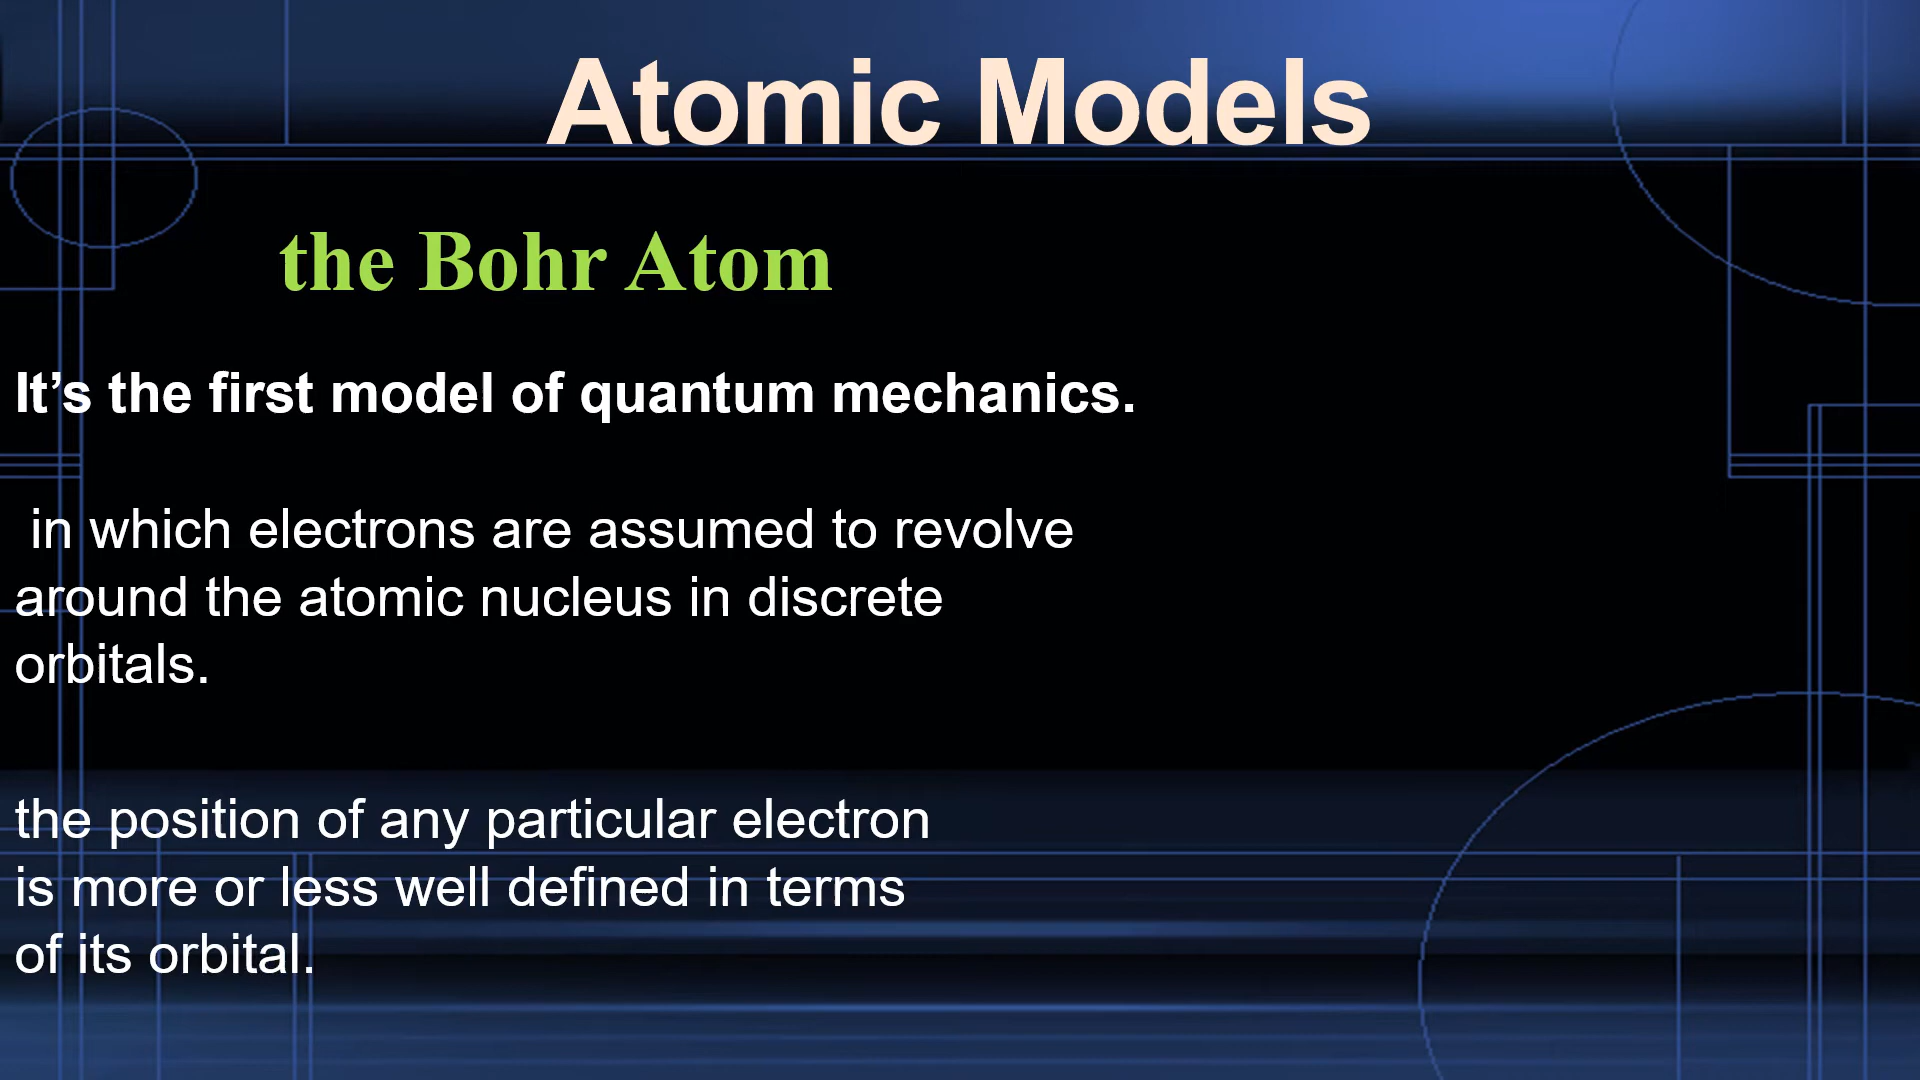 Atomic Models
the Bohr Atom
It’s the first model of quantum mechanics.
in which electrons are assumed to revolve
around the atomic nucleus in discrete
orbitals.
the position of any particular electron
is more or less well defined in terms
of its orbital.